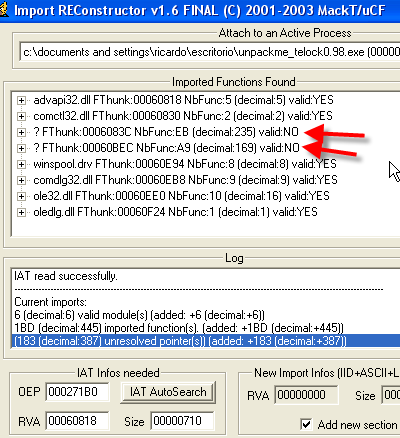 Import REConstructor v1.6 FINAL (C) 2001-2003 MackT/uCF
Attach to an Active Process
c:\documents and settings\ricardo\escritorio\unpackme_telock0.98.exe (00000
Imported Functions Found
advapi32.dll FThunk:00060818 NbFunc:5 (decimal:5) valid:YES
comctl32.dll FThunk:00060830 NbFunc:2 (decimal:2) valid:YES
? FThunk:0006083C NbFunc:EB (decimal:235) valid:NO
? FThunk:00060BEC NbFunc:A9 (decimal:169) valid:NO
winspool.drv FThunk:00060E94 NbFunc:8 (decimal:8) valid:YES
comdlg32.dll FThunk:00060EB8 NbFunc:9 (decimal:9) valid:YES
ole32.dll FThunk:00060EE0 NbFunc:10 (decimal:16) valid:YES
oledlg.dll FThunk:00060F24 NbFunc:1 (decimal:1) valid:YES
Log
IAT read successfully.
Current imports:
6 (decimal:6) valid module(s) (added: +6 (decimal:+6))
1BD (decimal:445) imported function(s). (added: +1BD (decimal:+445))
(183 (decimal:387) unresolved pointer(s)) (added: +183 (decimal:+387))
IAT Infos needed
New Import Infos (IID+ASCII+L
OEP 000271B0 IAT AutoSearch
RVA 00000000 Size
RVA 00060818 Size 00000710
Add new section